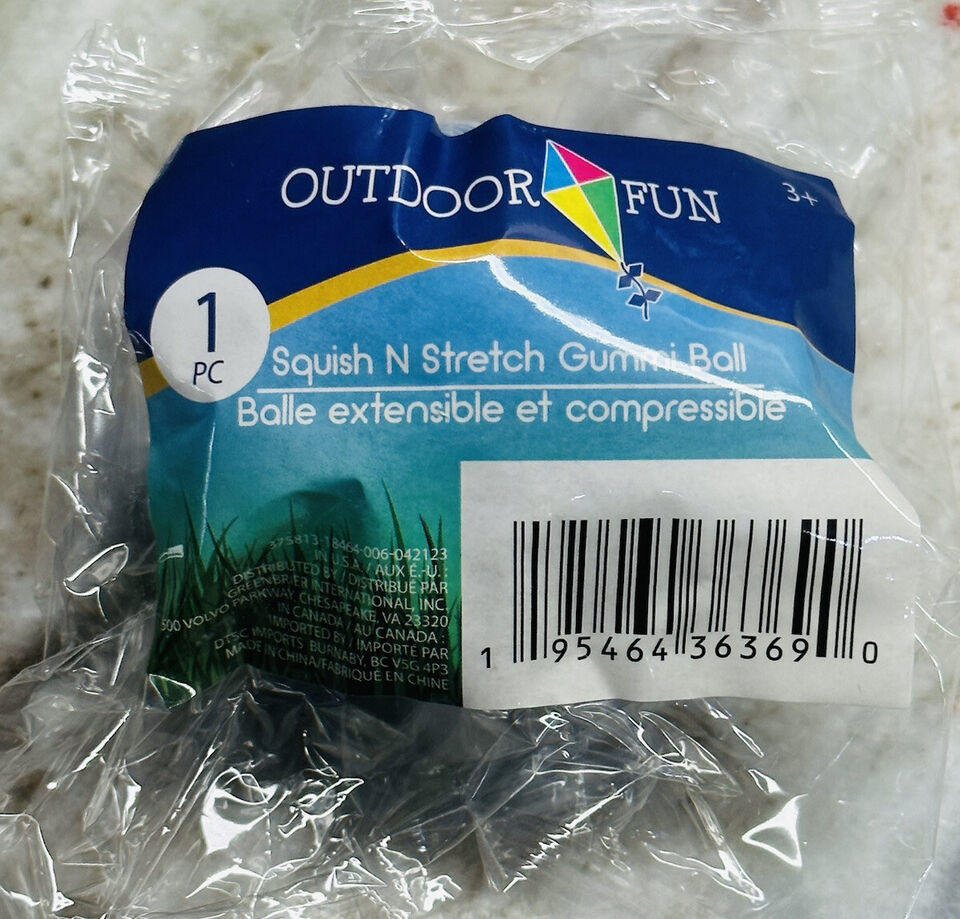 OUTDOOR FUN
3+
1
PC
Squish N Stretch Gummi Ball
Balle extensible et compressible
375813-18464-006-042123
IN U.S.A. / AUX É.-U. :
DISTRIBUTED BY / DISTRIBUÉ PAR
GREENBRIER INTERNATIONAL, INC.
500 VOLVO PARKWAY, CHESAPEAKE, VA 23320
IN CANADA / AU CANADA :
IMPORTED BY / IMPORTÉ PAR
DTSC IMPORTS, BURNABY, BC V5G 4P3
MADE IN CHINA/FABRIQUÉ EN CHINE
1 95464 36369 0